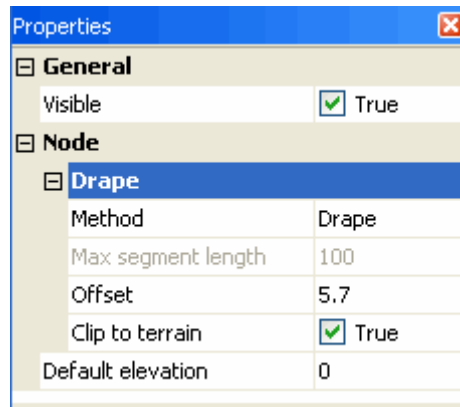 Properties
General
Visible True
Node
Drape
Method Drape
Max segment length 100
Offset 5.7
Clip to terrain True
Default elevation 0